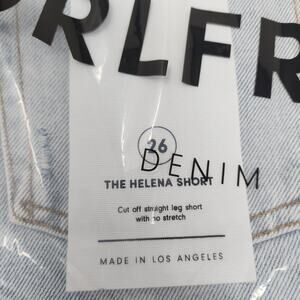 RLFR
26
DENIM
THE HELENA SHORT
Cut off straight leg short
with no stretch
MADE IN LOS ANGELES